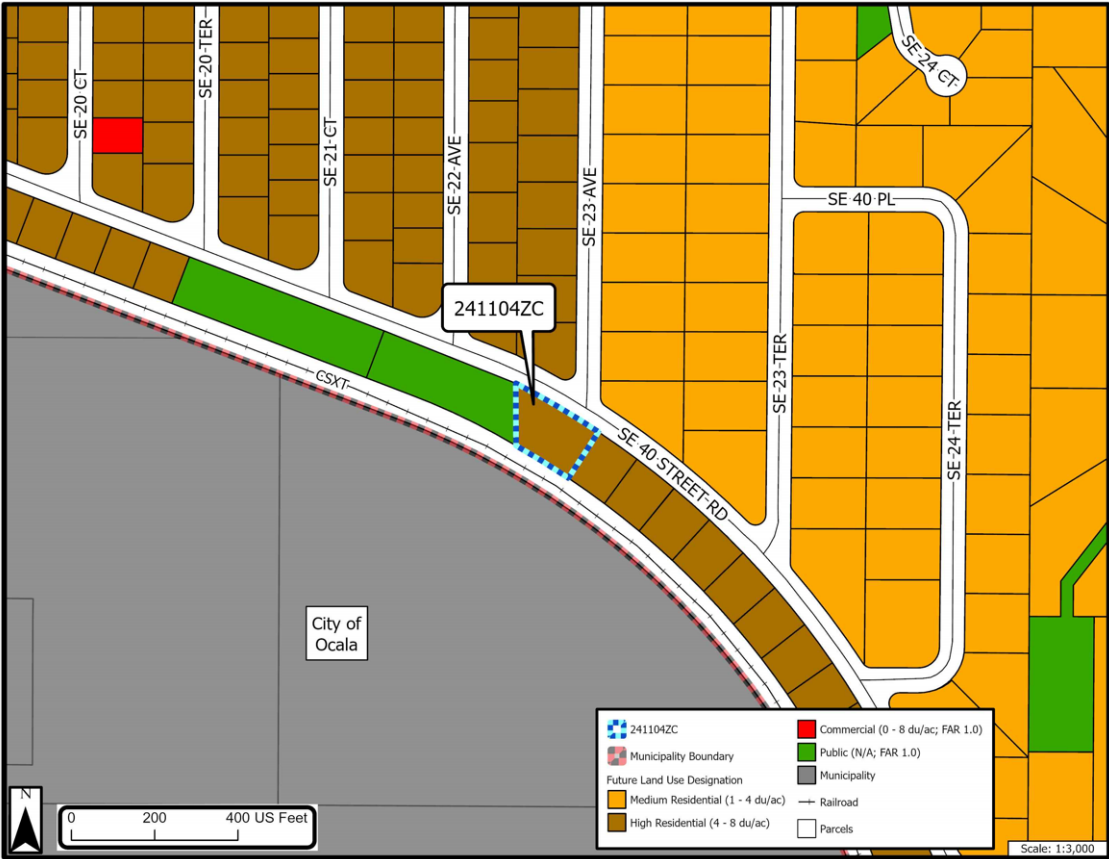 SE 20 CT
SE-20-TER
SE-21-CT
SE-22-AVE
SE-23-AVE
SE-24 CT
SE 40 PL
SE-23-TER
SE-24-TER
241104ZC
SE 40 STREET RD
CSXT
City of
Ocala
N
0 200 400 US Feet
241104ZC
Municipality Boundary
Future Land Use Designation
Medium Residential (1 - 4 du/ac)
High Residential (4 - 8 du/ac)
Commercial (0 - 8 du/ac; FAR 1.0)
Public (N/A; FAR 1.0)
Municipality
Railroad
Parcels
Scale: 1:3,000